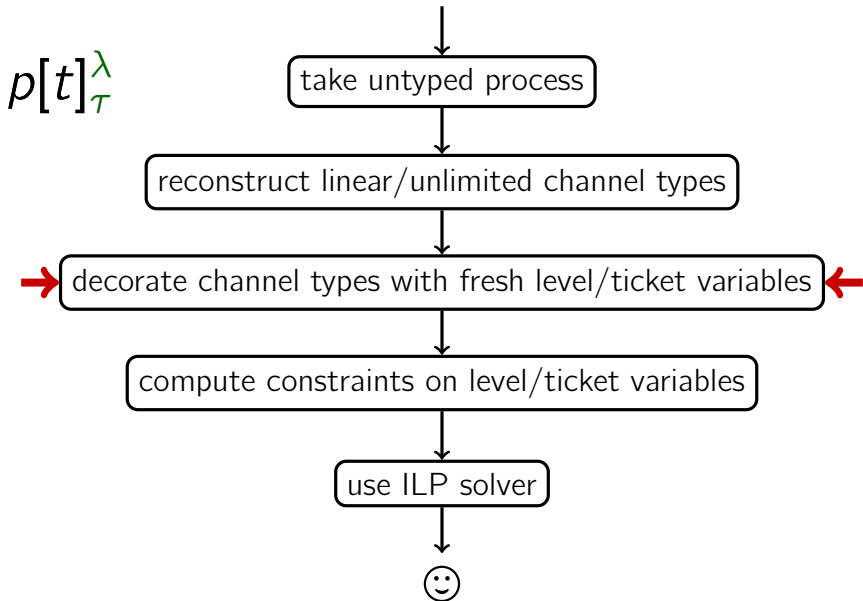 take untyped process
p[t]_τ^λ
reconstruct linear/unlimited channel types
decorate channel types with fresh level/ticket variables
compute constraints on level/ticket variables
use ILP solver